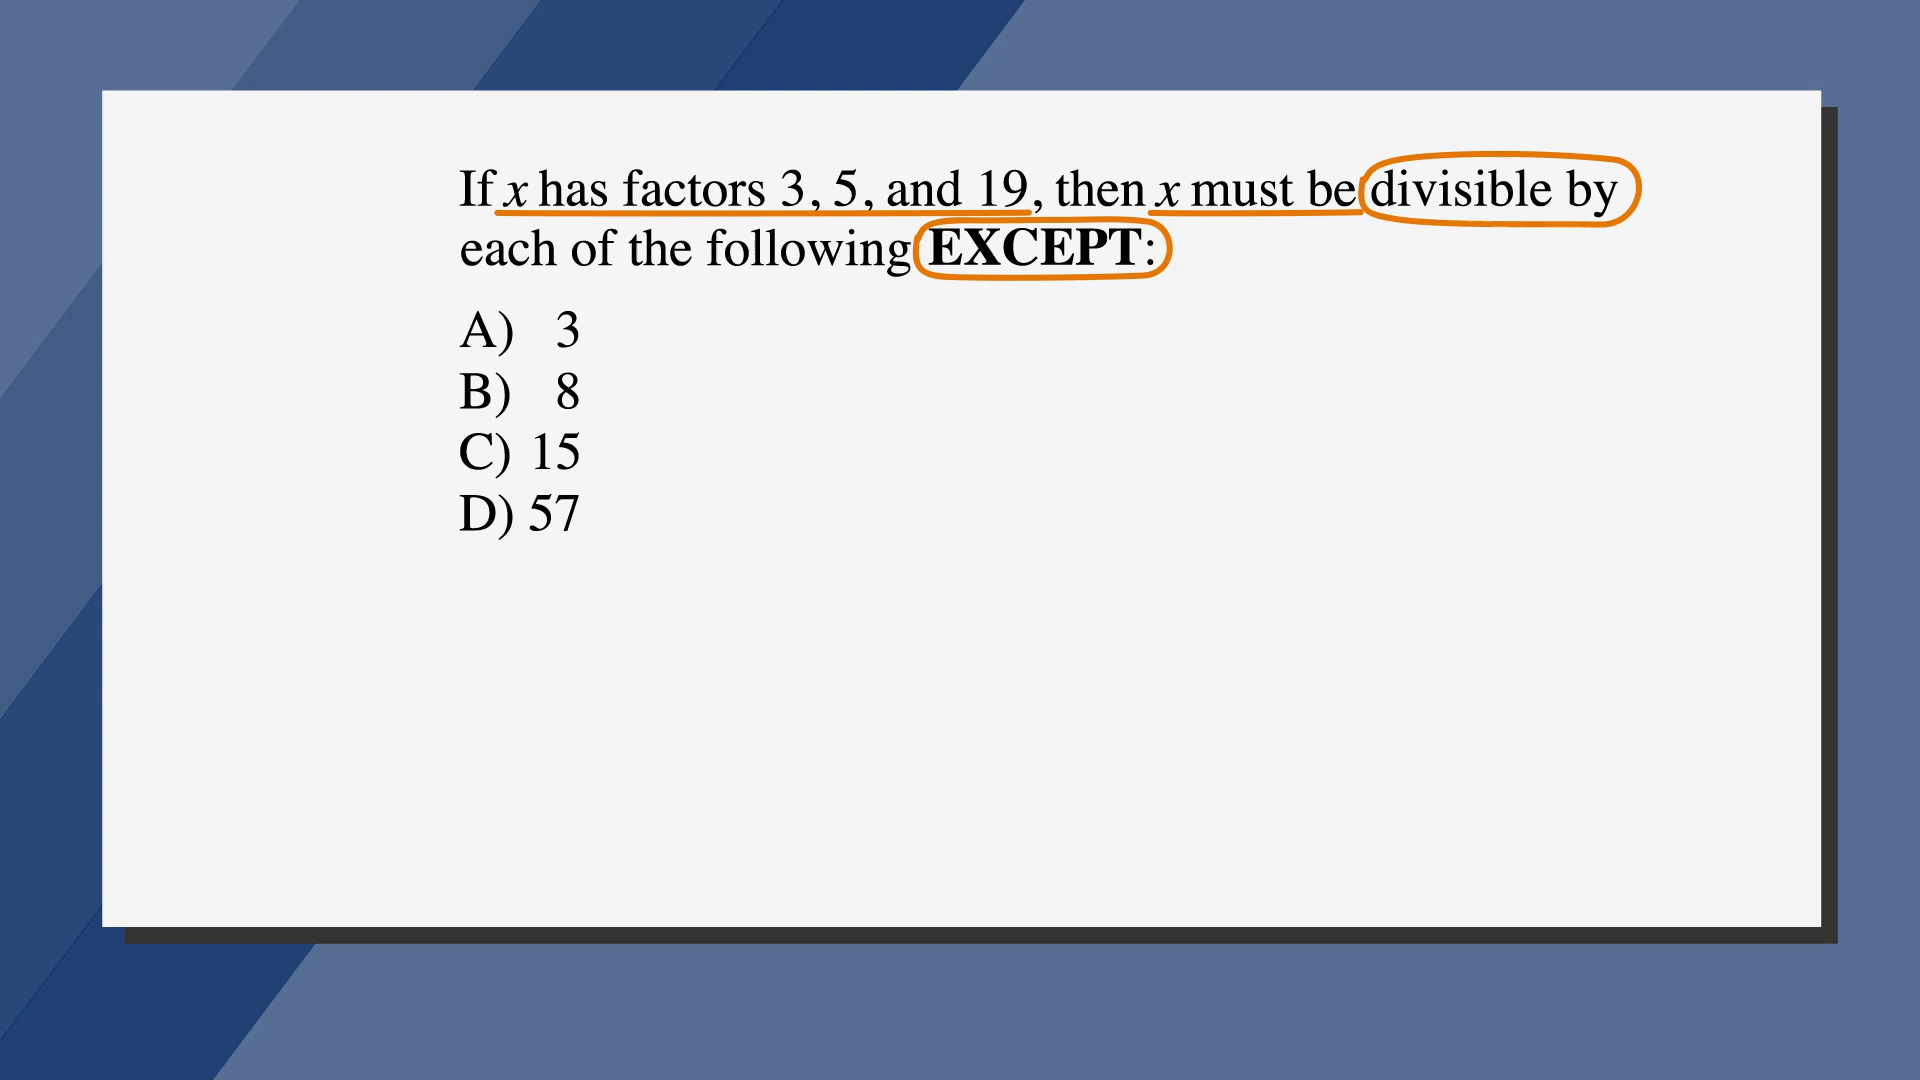 If x has factors 3, 5, and 19, then x must be divisible by
each of the following EXCEPT:
A) 3
B) 8
C) 15
D) 57